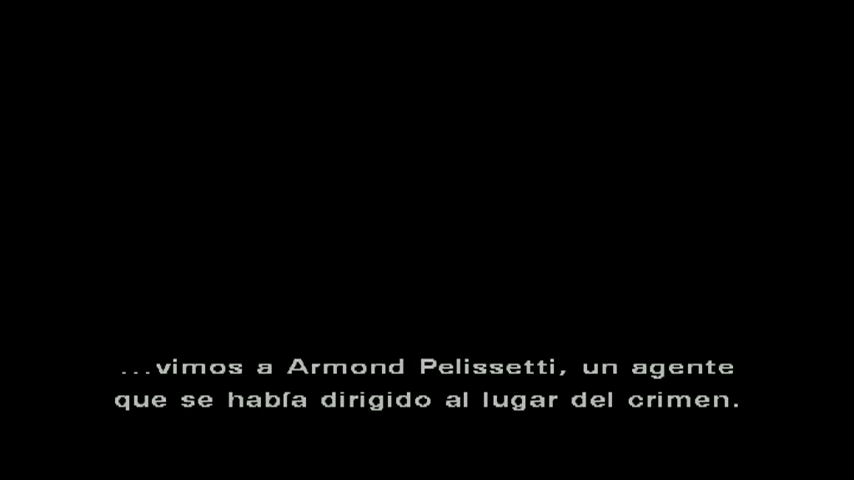 ...vimos a Armond Pelissetti, un agente
que se había dirigido al lugar del crimen.